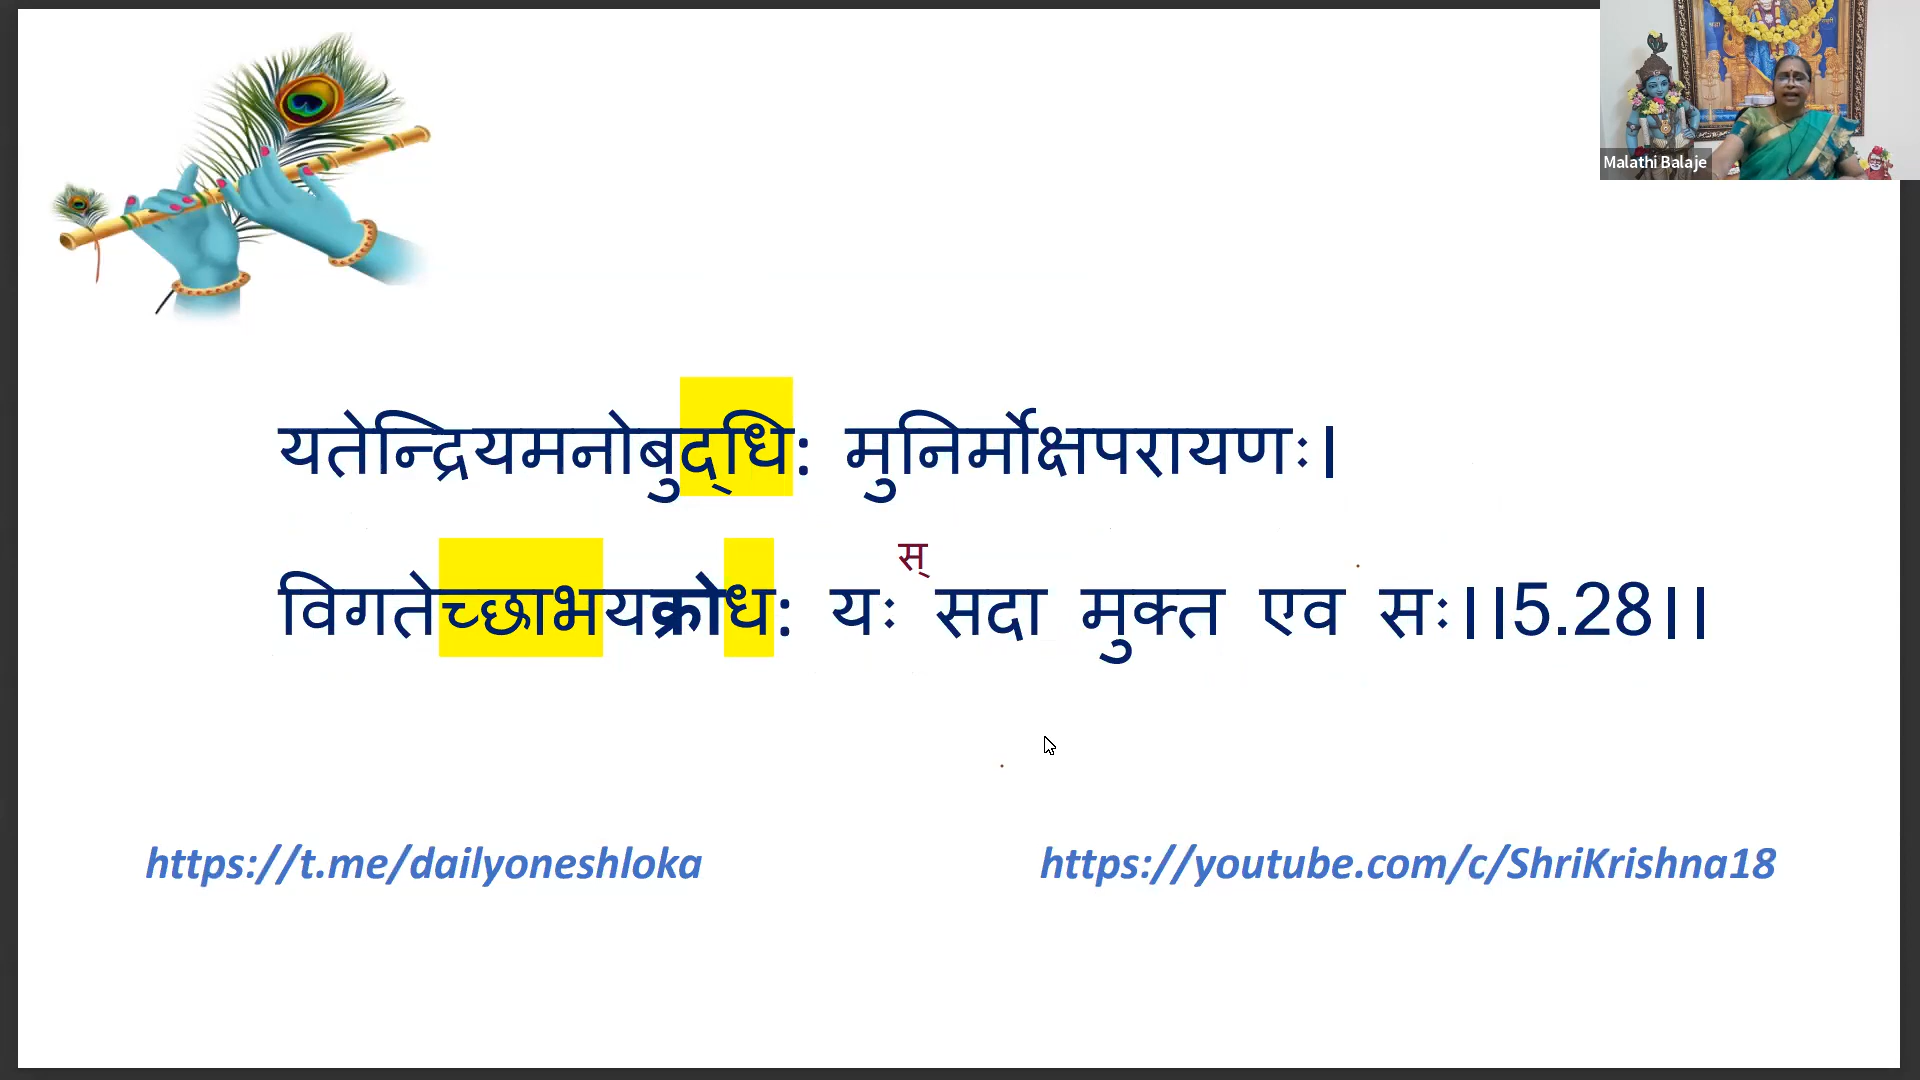 Malathi Balaje
यतेन्द्रियमनोबुद्‌धि: मुनिर्मोक्षपरायणः।
स्
विगतेच्छाभयक्रोध: यः सदा मुक्त एव सः।।5.28।।
https://t.me/dailyoneshloka
https://youtube.com/c/ShriKrishna18